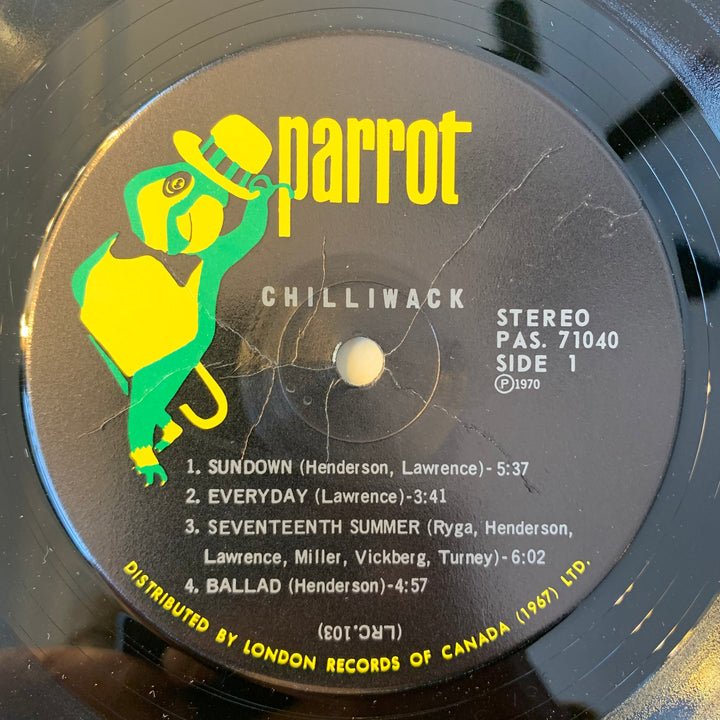 parrot
CHILLIWACK
STEREO
PAS. 71040
SIDE 1
Ⓟ1970
1. SUNDOWN (Henderson, Lawrence)-5:37
2. EVERYDAY (Lawrence)-3:41
3. SEVENTEENTH SUMMER (Ryga, Henderson,
Lawrence, Miller, Vickberg, Turney)-6:02
4. BALLAD (Henderson)-4:57
(LRC.103)
DISTRIBUTED BY LONDON RECORDS OF CANADA (1967) LTD.